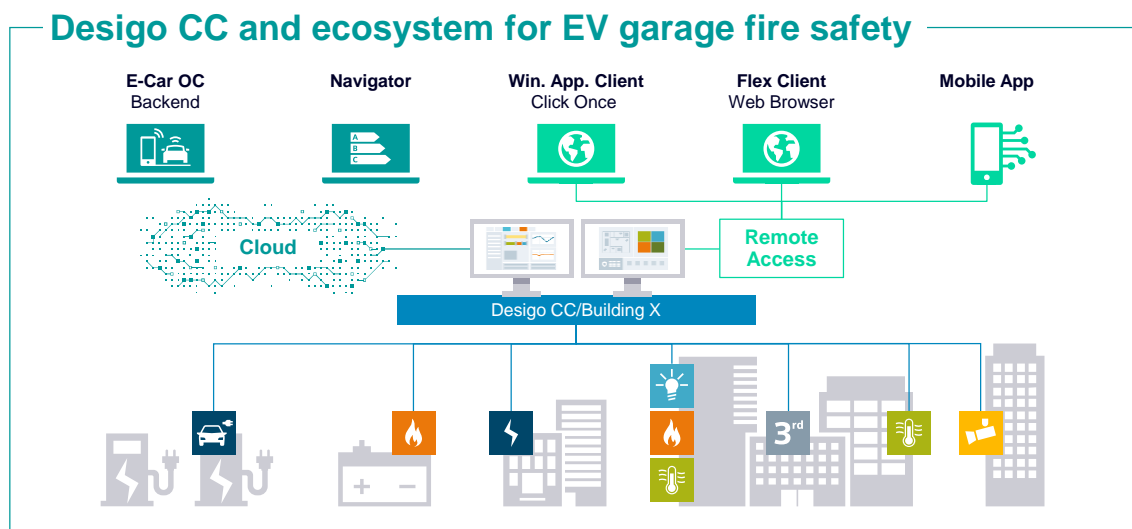 Desigo CC and ecosystem for EV garage fire safety
E-Car OC
Backend
Navigator
Win. App. Client
Click Once
Flex Client
Web Browser
Mobile App
A
B
C
Cloud
Remote
Access
Desigo CC/Building X
3rd